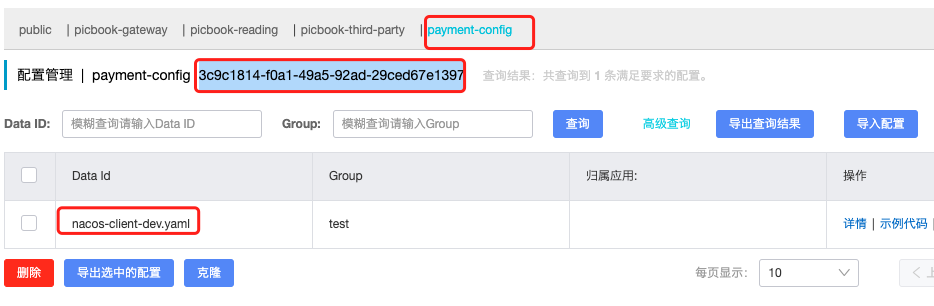 public | picbook-gateway | picbook-reading | picbook-third-party | payment-config
配置管理 | payment-config 3c9c1814-f0a1-49a5-92ad-29ced67e1397 查询结果：共查询到 1 条满足要求的配置。
Data ID: 模糊查询请输入Data ID Group: 模糊查询请输入Group 查询 高级查询 导出查询结果 导入配置
Data Id Group 归属应用: 操作
nacos-client-dev.yaml test 详情 | 示例代码 |
删除 导出选中的配置 克隆 每页显示: 10 < 上